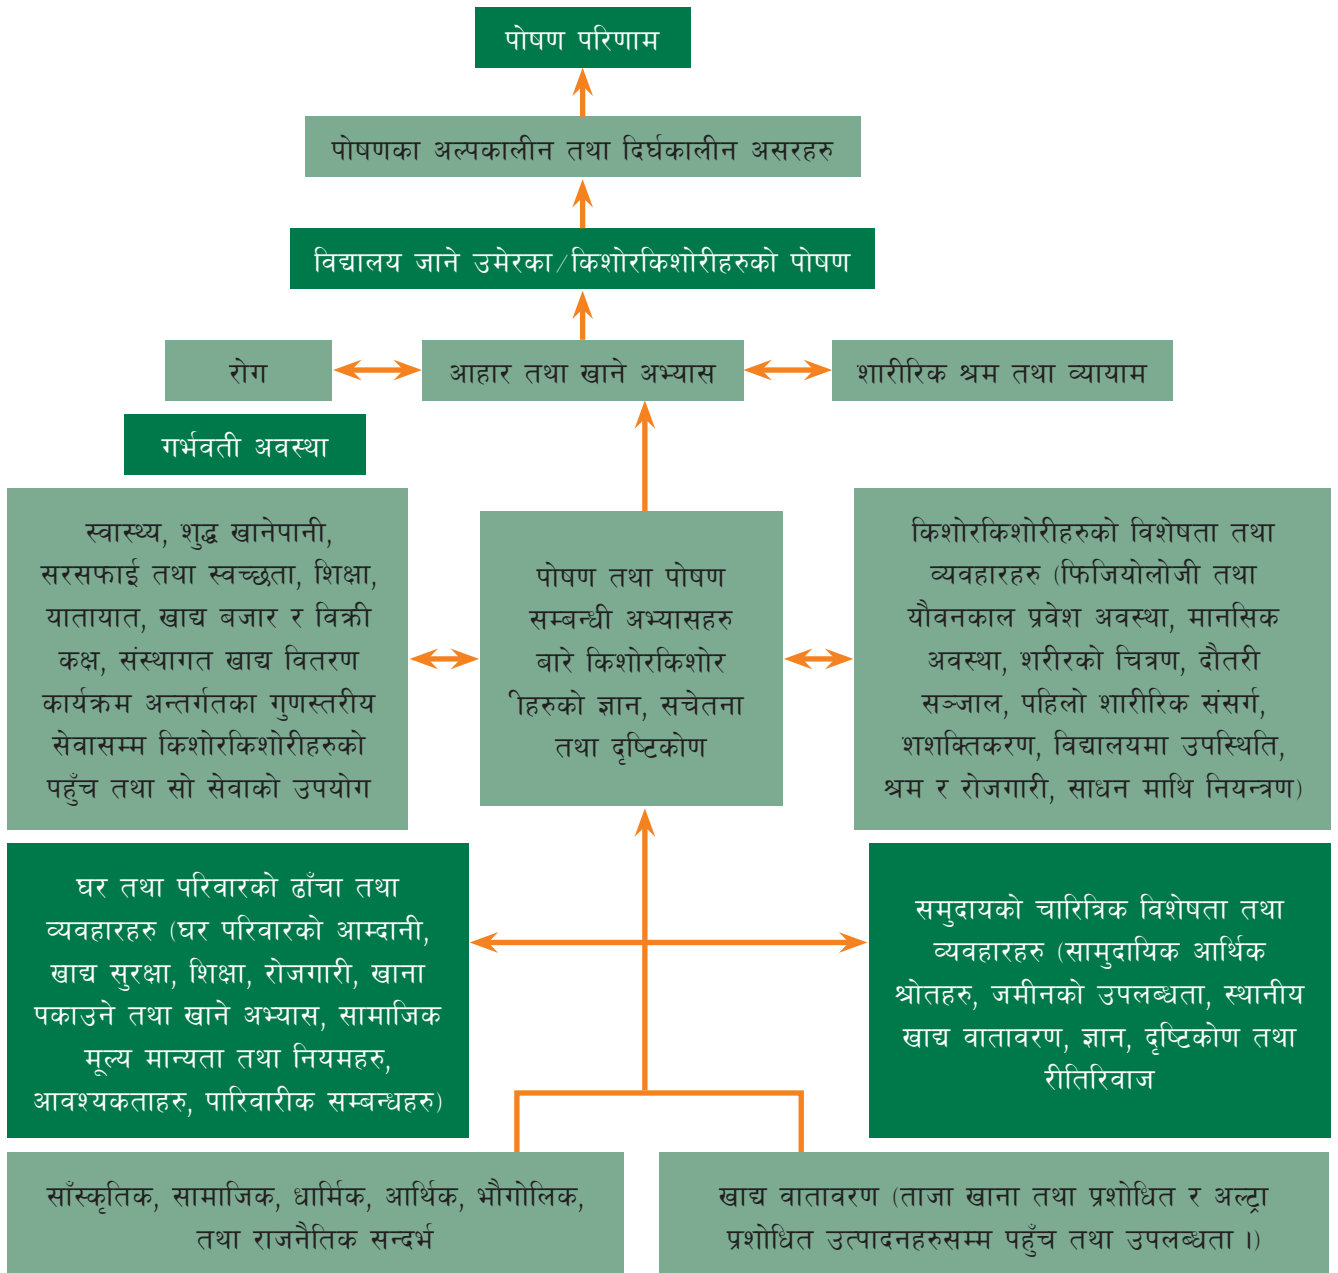 पोषण परिणाम
पोषणका अल्पकालीन तथा दिर्घकालीन असरहरु
विद्यालय जाने उमेरका/किशोरकिशोरीहरुको पोषण
रोग
आहार तथा खाने अभ्यास
शारीरिक श्रम तथा व्यायाम
गर्भवती अवस्था
स्वास्थ्य, शुद्ध खानेपानी,
सरसफाई तथा स्वच्छता, शिक्षा,
यातायात, खाद्य बजार र विक्री
कक्ष, संस्थागत खाद्य वितरण
कार्यक्रम अन्तर्गतका गुणस्तरीय
सेवासम्म किशोरकिशोरीहरुको
पहुँच तथा सो सेवाको उपयोग
पोषण तथा पोषण
सम्बन्धी अभ्यासहरु
बारे किशोरकिशोर
ीहरुको ज्ञान, सचेतना
तथा दृष्टिकोण
किशोरकिशोरीहरुको विशेषता तथा
व्यवहारहरु (फिजियोलोजी तथा
यौवनकाल प्रवेश अवस्था, मानसिक
अवस्था, शरीरको चित्रण, दौतरी
सञ्जाल, पहिलो शारीरिक संसर्ग,
शशक्तिकरण, विद्यालयमा उपस्थिति,
श्रम र रोजगारी, साधन माथि नियन्त्रण)
घर तथा परिवारको ढाँचा तथा
व्यवहारहरु (घर परिवारको आम्दानी,
खाद्य सुरक्षा, शिक्षा, रोजगारी, खाना
पकाउने तथा खाने अभ्यास, सामाजिक
मूल्य मान्यता तथा नियमहरु,
आवश्यकताहरु, पारिवारीक सम्बन्धहरु)
समुदायको चारित्रिक विशेषता तथा
व्यवहारहरु (सामुदायिक आर्थिक
श्रोतहरु, जमीनको उपलब्धता, स्थानीय
खाद्य वातावरण, ज्ञान, दृष्टिकोण तथा
रीतिरिवाज
साँस्कृतिक, सामाजिक, धार्मिक, आर्थिक, भौगोलिक,
तथा राजनैतिक सन्दर्भ
खाद्य वातावरण (ताजा खाना तथा प्रशोधित र अल्ट्रा
प्रशोधित उत्पादनहरुसम्म पहुँच तथा उपलब्धता ।)